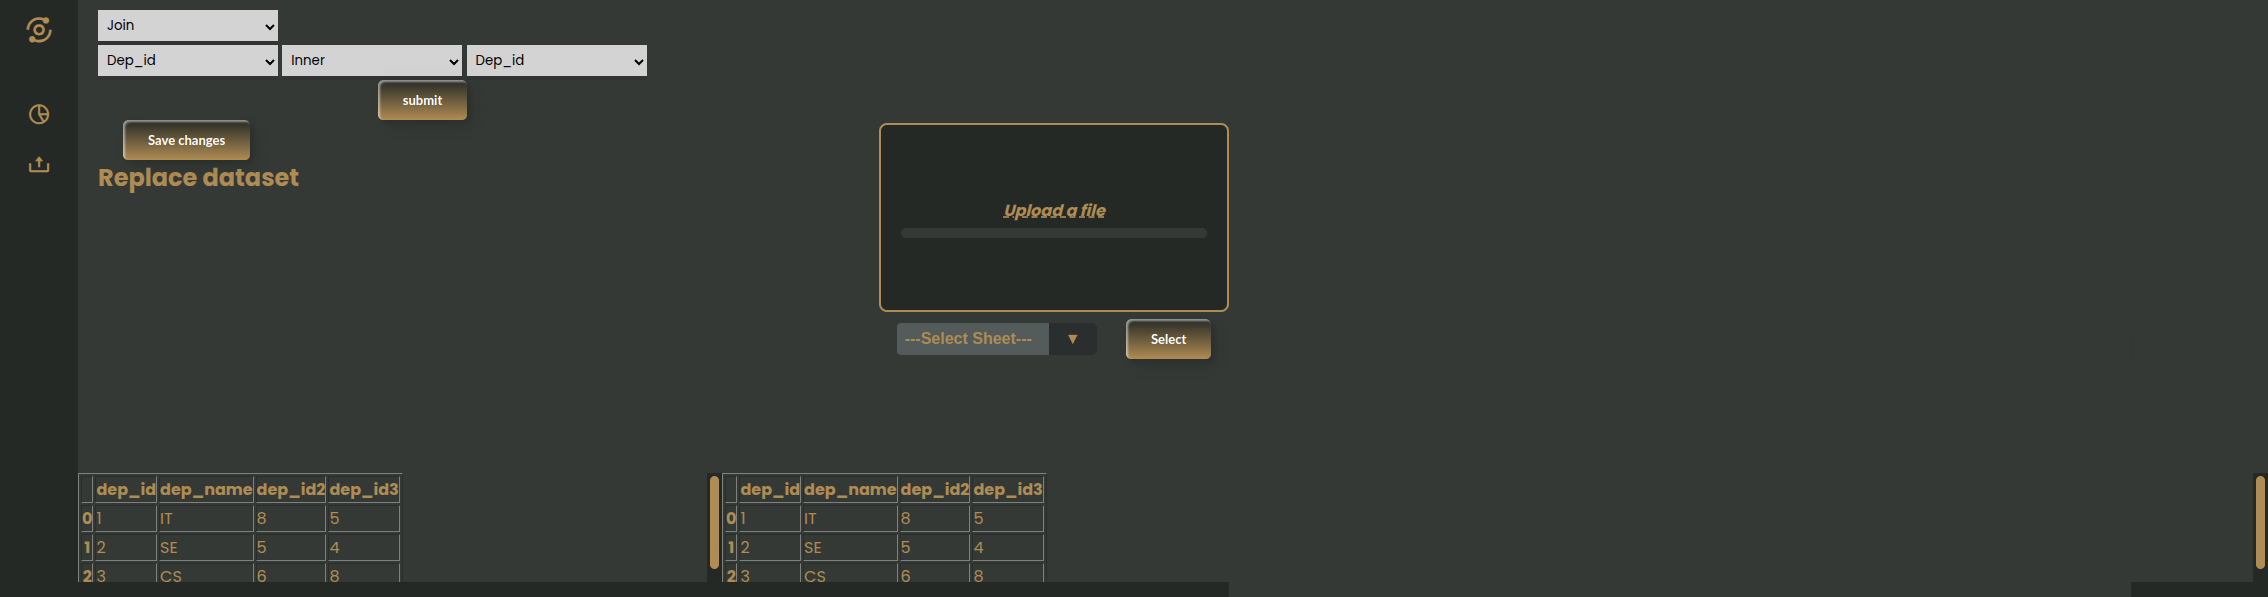 Join
Dep_id Inner Dep_id
submit
Save changes
Replace dataset
Upload a file
---Select Sheet--- ▼ Select
dep_id dep_name dep_id2 dep_id3
0 1 IT 8 5
1 2 SE 5 4
2 3 CS 6 8
dep_id dep_name dep_id2 dep_id3
0 1 IT 8 5
1 2 SE 5 4
2 3 CS 6 8